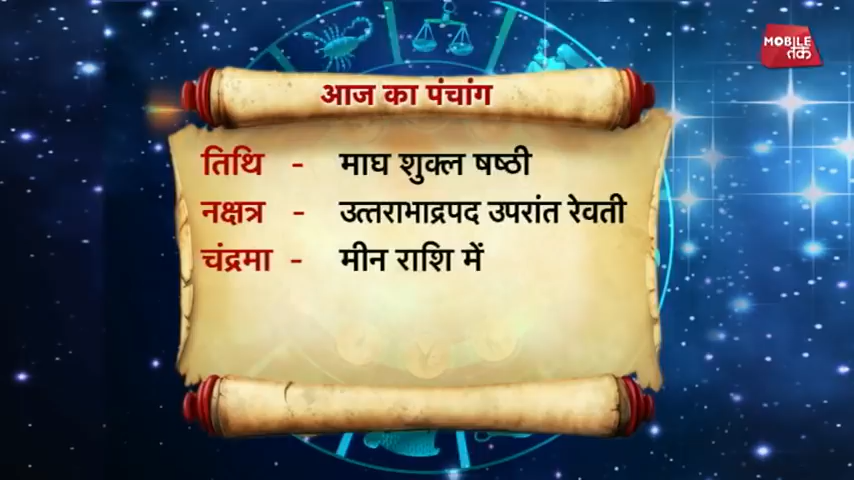 MOBILE
तक
आज का पंचांग
तिथि - माघ शुक्ल षष्ठी
नक्षत्र - उत्तराभाद्रपद उपरांत रेवती
चंद्रमा - मीन राशि में